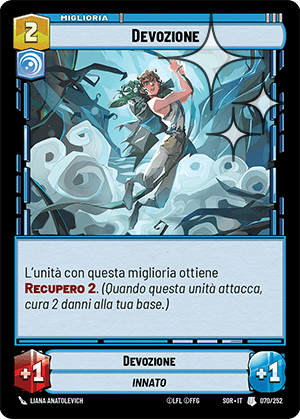 MIGLIORIA
2
DEVOZIONE
L'unità con questa miglioria ottiene
RECUPERO 2. (Quando questa unità attacca,
cura 2 danni alla tua base.)
+1
DEVOZIONE
INNATO
+1
LIANA ANATOLEVICH
©LFL ©FFG
SOR • IT
070/252